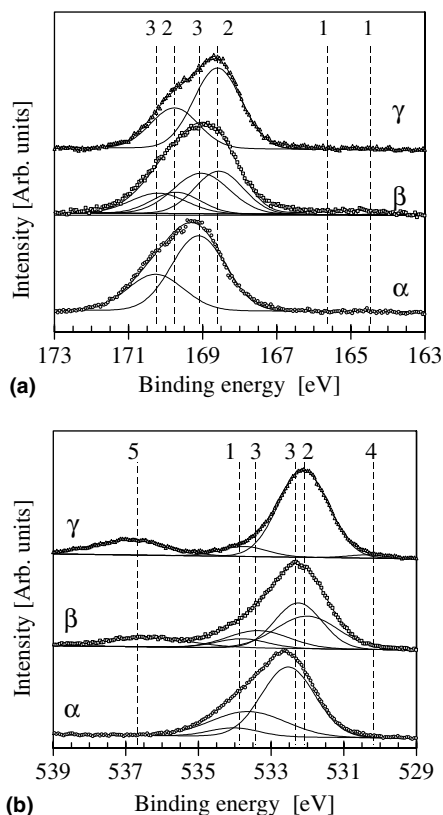 3 2 3 2 1 1
γ
β
α
Intensity [Arb. units]
173 171 169 167 165 163
(a) Binding energy [eV]
5 1 3 3 2 4
γ
β
α
Intensity [Arb. units]
539 537 535 533 531 529
(b) Binding energy [eV]